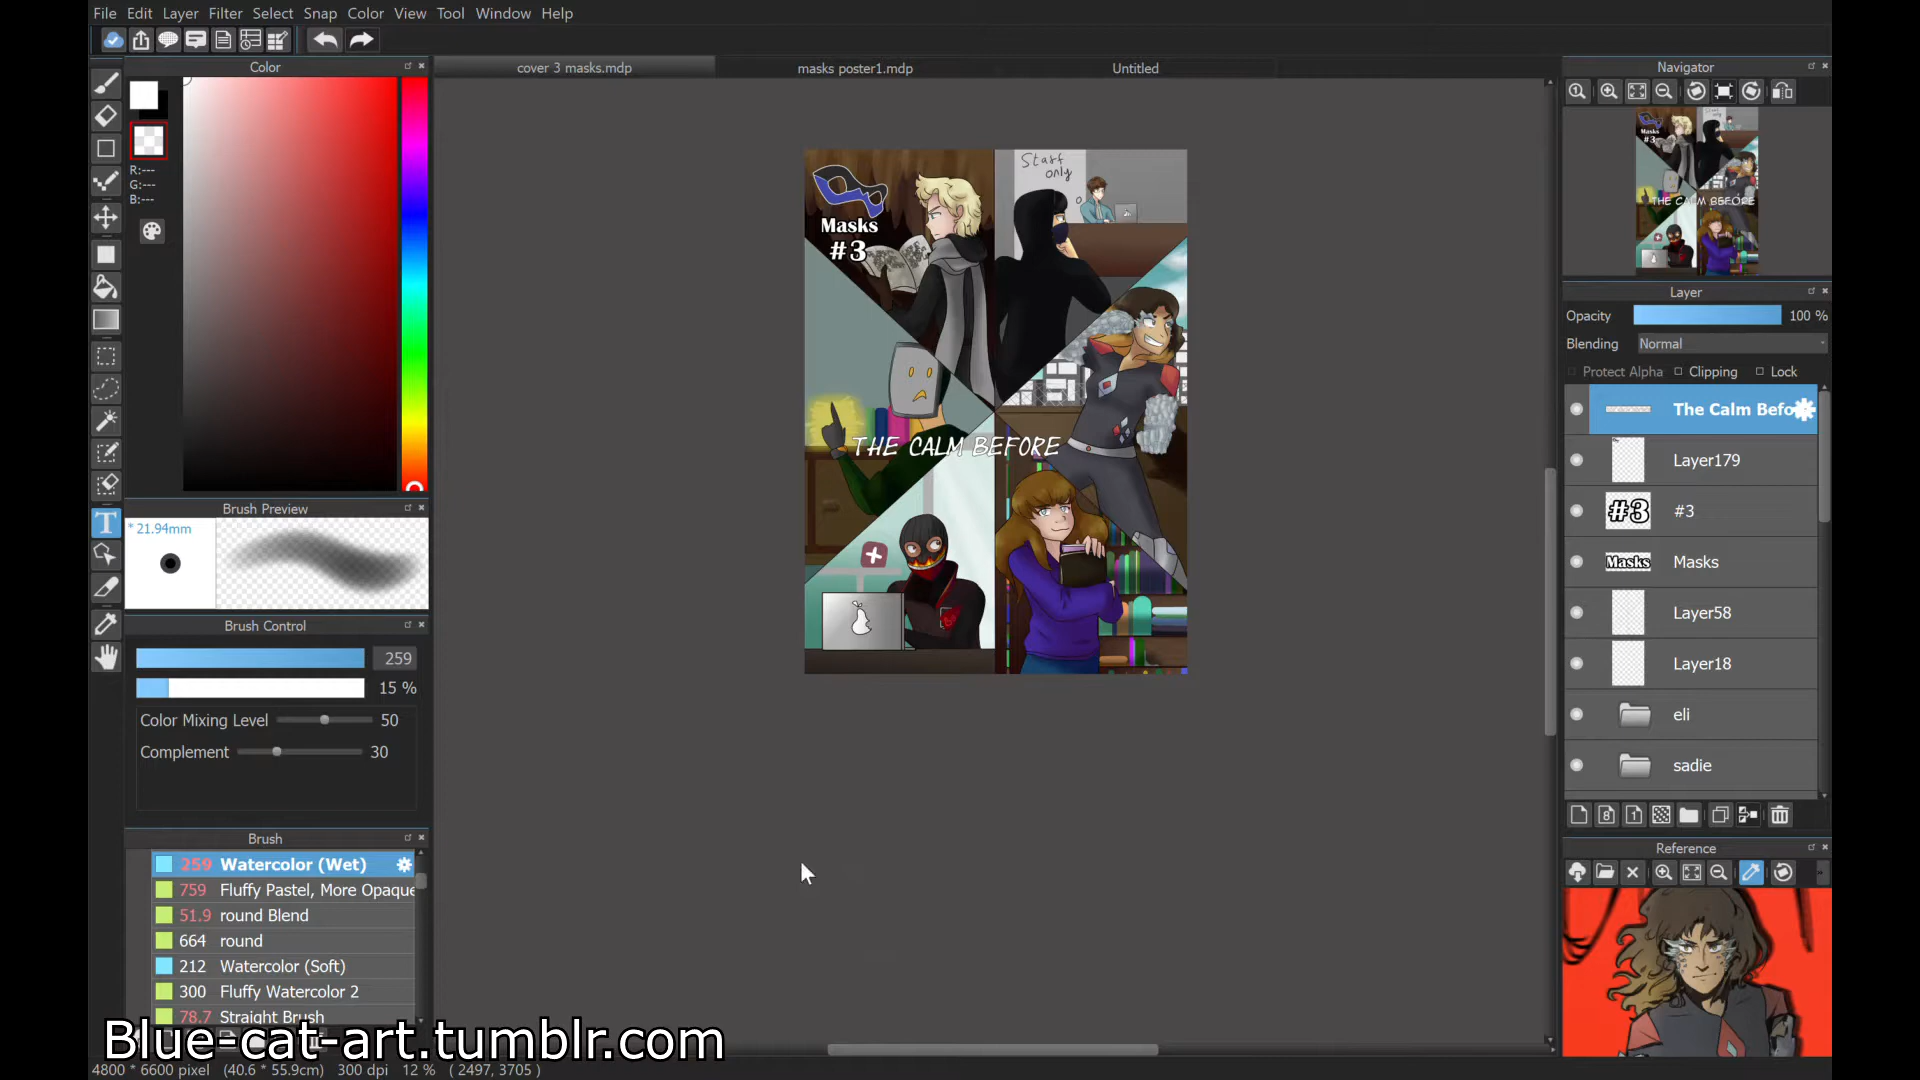 File Edit Layer Filter Select Snap Color View Tool Window Help
Color
cover 3 masks.mdp
masks poster1.mdp
Untitled
Navigator
R:---
G:---
B:---
Staff
only
Masks
#3
THE CALM BEFORE
Brush Preview
* 21.94mm
Brush Control
259
15 %
Color Mixing Level 50
Complement 30
Brush
259 Watercolor (Wet)
759 Fluffy Pastel, More Opaque
51.9 round Blend
664 round
212 Watercolor (Soft)
300 Fluffy Watercolor 2
78.7 Straight Brush
Layer
Opacity 100 %
Blending Normal
Protect Alpha Clipping Lock
The Calm Befo
Layer179
#3 #3
Masks Masks
Layer58
Layer18
eli
sadie
Reference
Blue-cat-art.tumblr.com
4800 * 6600 pixel (40.6 * 55.9cm) 300 dpi 12 % ( 2497, 3705 )